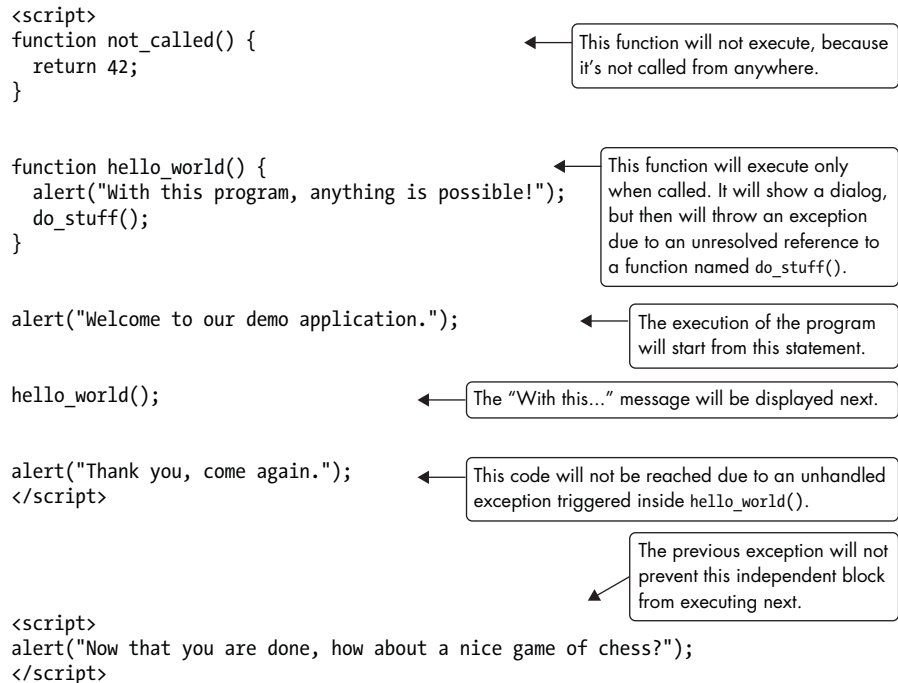 <script>
function not_called() {
This function will not execute, because
return 42;
it's not called from anywhere.
}
function hello_world() {
This function will execute only
alert("With this program, anything is possible!");
when called. It will show a dialog,
do_stuff();
but then will throw an exception
}
due to an unresolved reference to
a function named do_stuff().
alert("Welcome to our demo application.");
The execution of the program
will start from this statement.
hello_world();
The “With this...” message will be displayed next.
alert("Thank you, come again.");
This code will not be reached due to an unhandled
</script>
exception triggered inside hello_world().
The previous exception will not
prevent this independent block
from executing next.
<script>
alert("Now that you are done, how about a nice game of chess?");
</script>